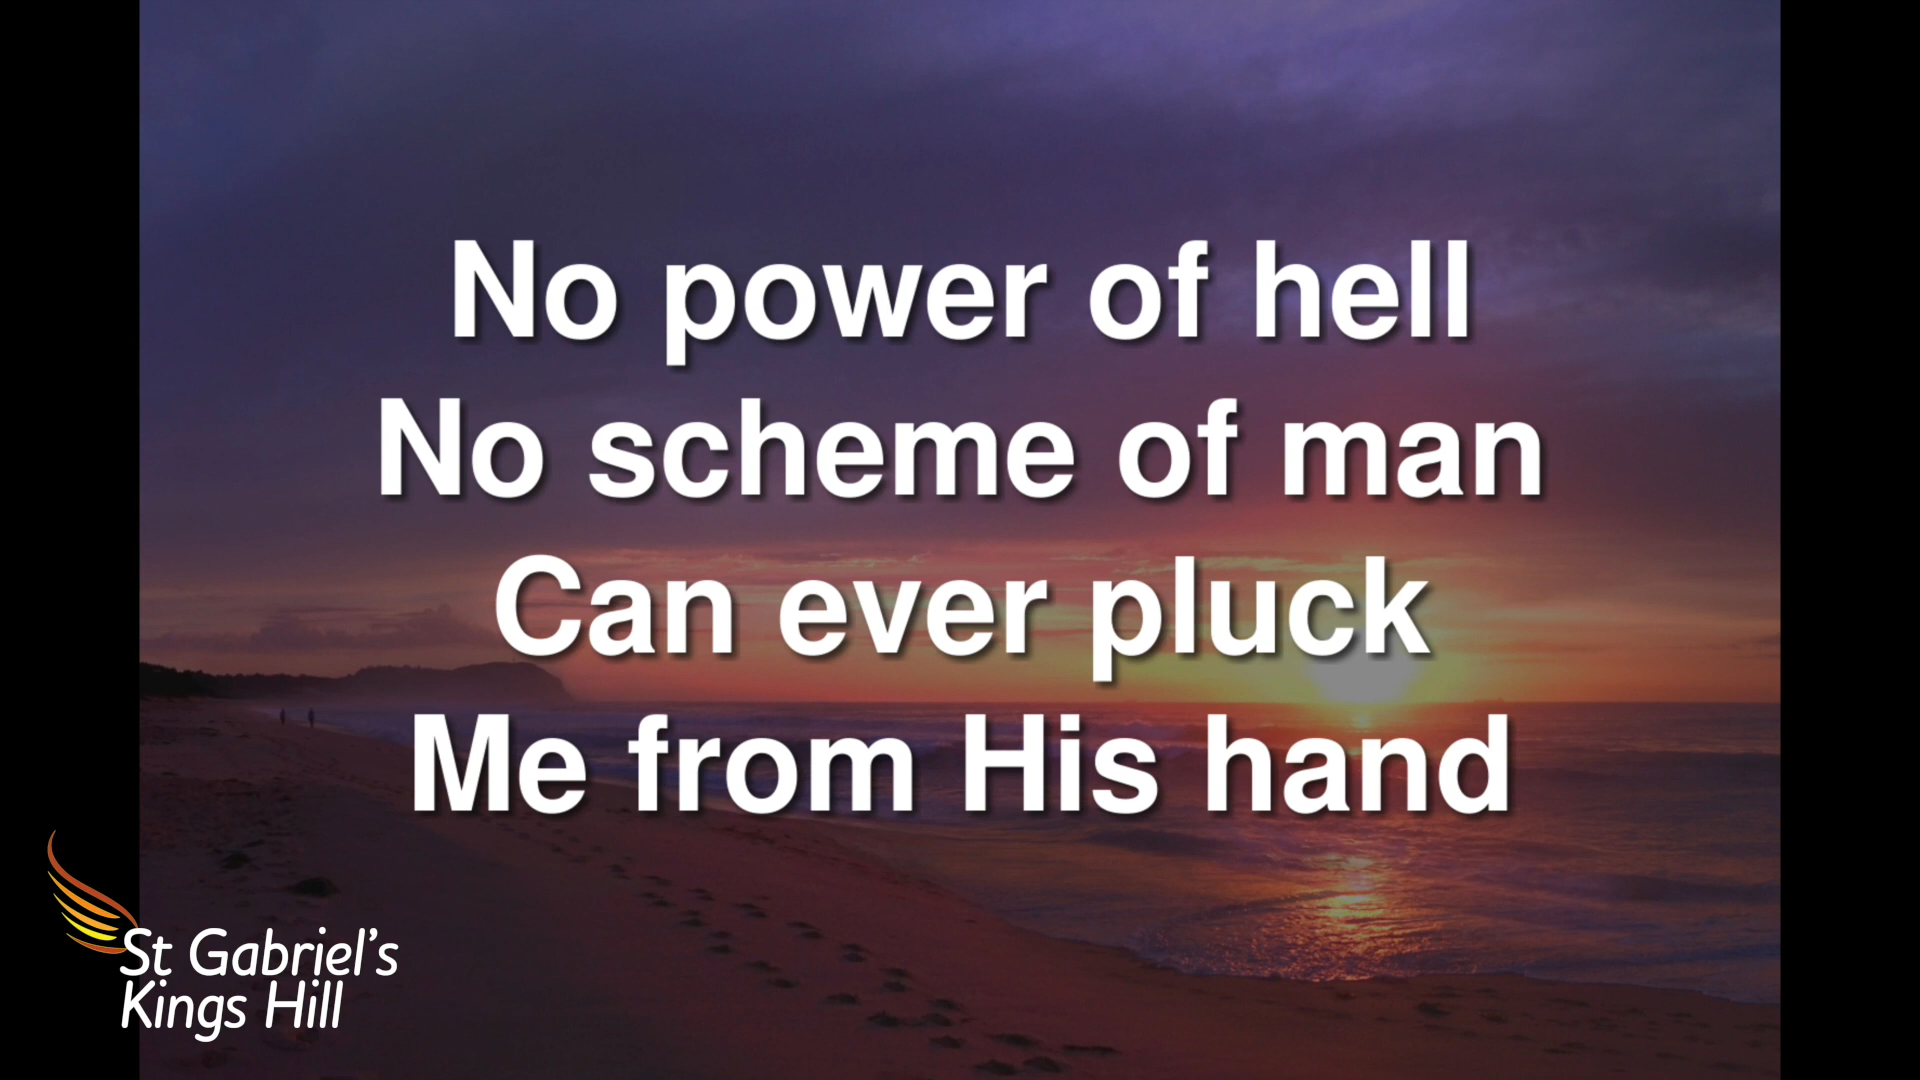 No power of hell
No scheme of man
Can ever pluck
Me from His hand
St Gabriel's
Kings Hill